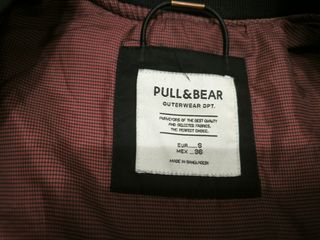 PULL&BEAR
OUTERWEAR DPT.
PURVEYORS OF THE BEST QUALITY
AND SELECTED FABRICS.
THE PERFECT CHOICE.
EUR ......S
MEX ...36
MADE IN BANGLADESH